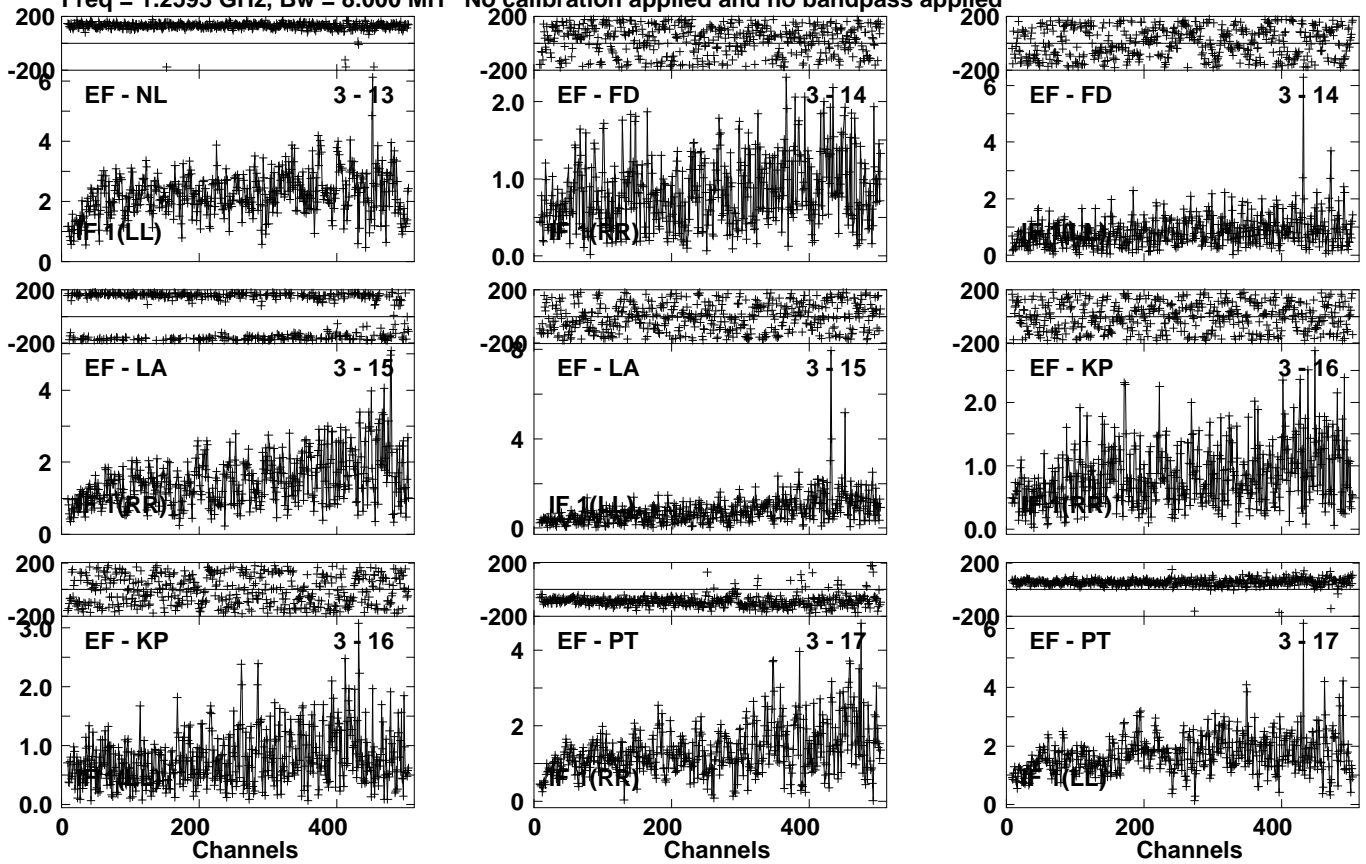 Freq = 1.2593 GHz, Bw = 8.000 MH No calibration applied and no bandpass applied
200 200 200
-200 -200 -200
EF - NL 3 - 13 EF - FD 3 - 14 EF - FD 3 - 14
6 2.0 6
4 1.0 4
2 0.0 2
0 0
IF 1(LL) IF 1(RR) IF 1(LL)
200 200 200
-200 -200 -200
EF - LA 3 - 15 EF - LA 3 - 15 EF - KP 3 - 16
4 8 2.0
2 4 1.0
0 0 0.0
IF 1(RR) IF 1(LL) IF 1(RR)
200 200 200
-200 -200 -200
EF - KP 3 - 16 EF - PT 3 - 17 EF - PT 3 - 17
3.0 4 6
2.0 2 4
1.0 0 2
0.0 0
IF 1(LL) IF 1(RR) IF 1(LL)
0 200 400 0 200 400 0 200 400
Channels Channels Channels